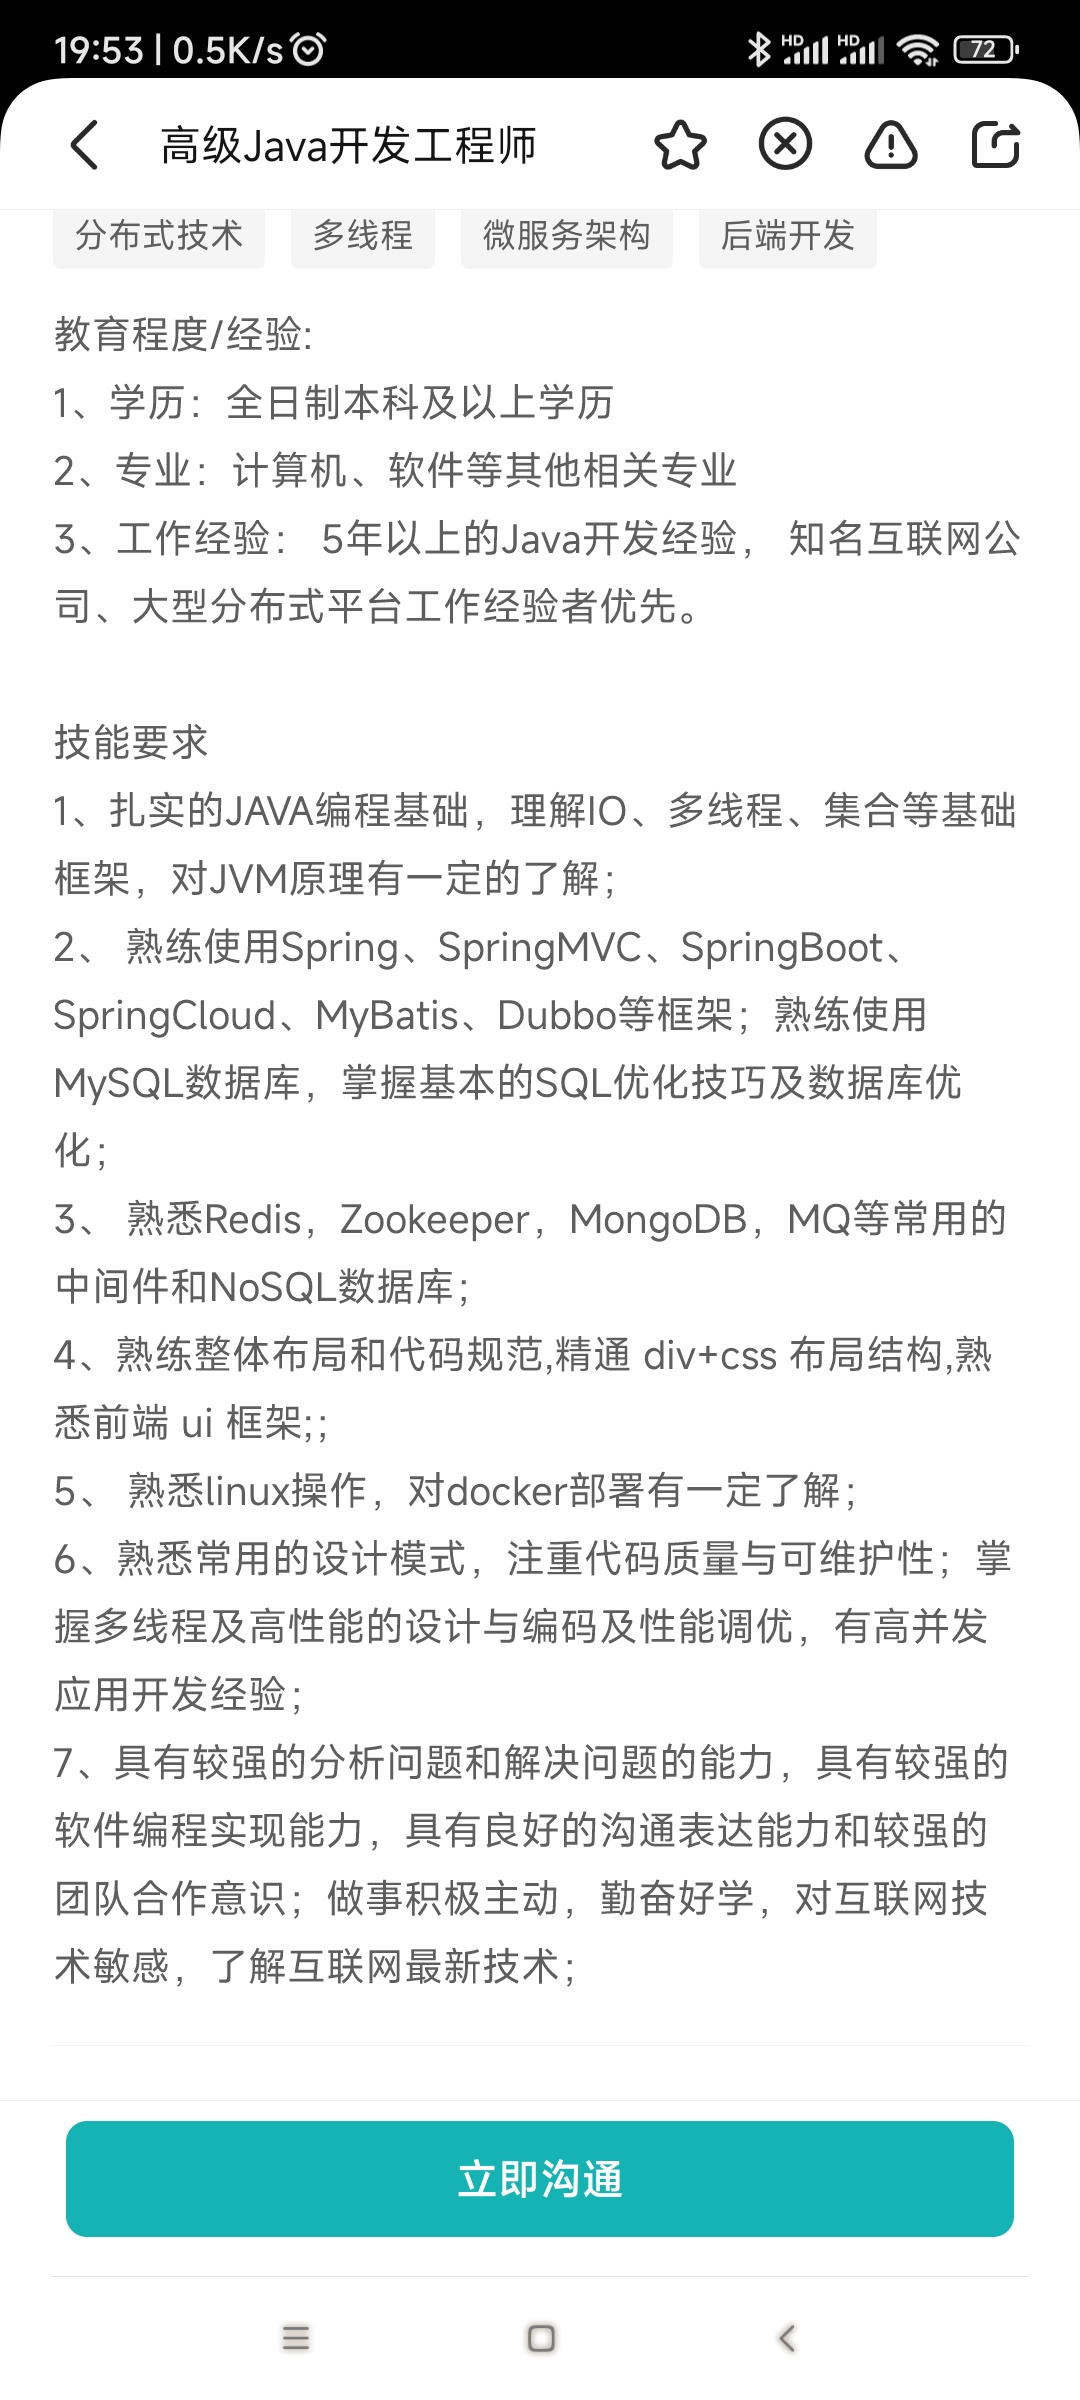 19:53 | 0.5K/s
HD HD 72
高级Java开发工程师
分布式技术 多线程 微服务架构 后端开发
教育程度/经验:
1、学历：全日制本科及以上学历
2、专业：计算机、软件等其他相关专业
3、工作经验： 5年以上的Java开发经验， 知名互联网公
司、大型分布式平台工作经验者优先。
技能要求
1、扎实的JAVA编程基础，理解IO、多线程、集合等基础
框架，对JVM原理有一定的了解；
2、 熟练使用Spring、SpringMVC、SpringBoot、
SpringCloud、MyBatis、Dubbo等框架；熟练使用
MySQL数据库，掌握基本的SQL优化技巧及数据库优
化；
3、 熟悉Redis，Zookeeper，MongoDB，MQ等常用的
中间件和NoSQL数据库；
4、熟练整体布局和代码规范,精通 div+css 布局结构,熟
悉前端 ui 框架;;
5、 熟悉linux操作，对docker部署有一定了解；
6、熟悉常用的设计模式，注重代码质量与可维护性；掌
握多线程及高性能的设计与编码及性能调优，有高并发
应用开发经验；
7、具有较强的分析问题和解决问题的能力，具有较强的
软件编程实现能力，具有良好的沟通表达能力和较强的
团队合作意识；做事积极主动，勤奋好学，对互联网技
术敏感，了解互联网最新技术；
立即沟通